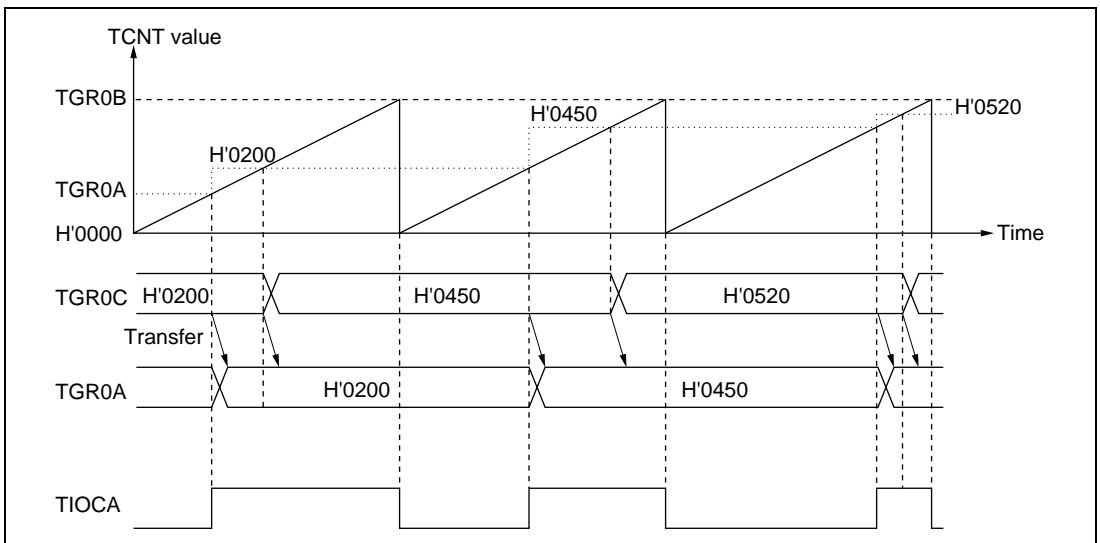 TCNT value
TGR0B
H'0520
H'0450
H'0200
TGR0A
H'0000
Time
TGR0C H'0200 H'0450 H'0520
Transfer
TGR0A H'0200 H'0450
TIOCA